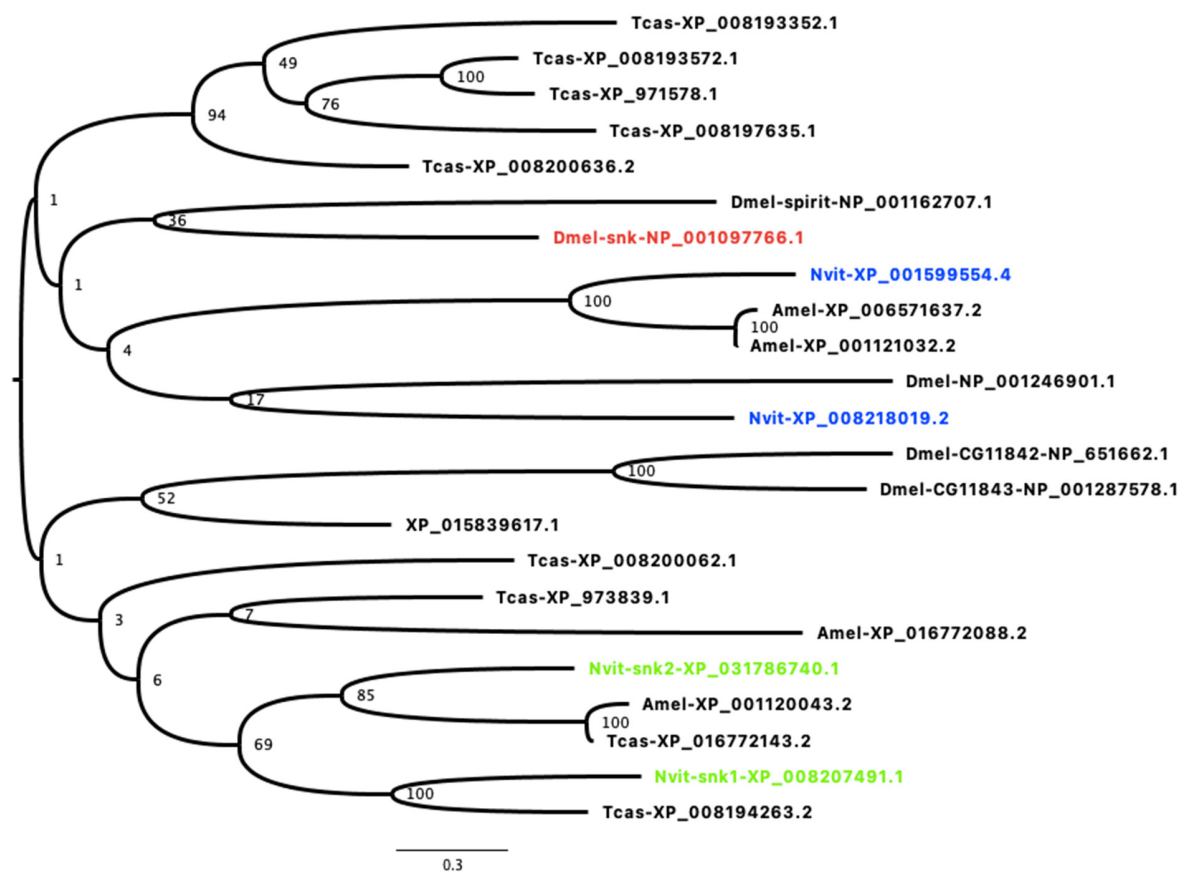 Tcas-XP_008193352.1
49
Tcas-XP_008193572.1
100
Tcas-XP_971578.1
76
94
Tcas-XP_008197635.1
Tcas-XP_008200636.2
1
Dmel-spirit-NP_001162707.1
36
Dmel-snk-NP_001097766.1
1
Nvit-XP_001599554.4
100
Amel-XP_006571637.2
100
Amel-XP_001121032.2
4
Dmel-NP_001246901.1
17
Nvit-XP_008218019.2
Dmel-CG11842-NP_651662.1
100
Dmel-CG11843-NP_001287578.1
52
XP_015839617.1
1
Tcas-XP_008200062.1
3
Tcas-XP_973839.1
7
Amel-XP_016772088.2
6
Nvit-snk2-XP_031786740.1
85
Amel-XP_001120043.2
100
Tcas-XP_016772143.2
69
Nvit-snk1-XP_008207491.1
100
Tcas-XP_008194263.2
0.3